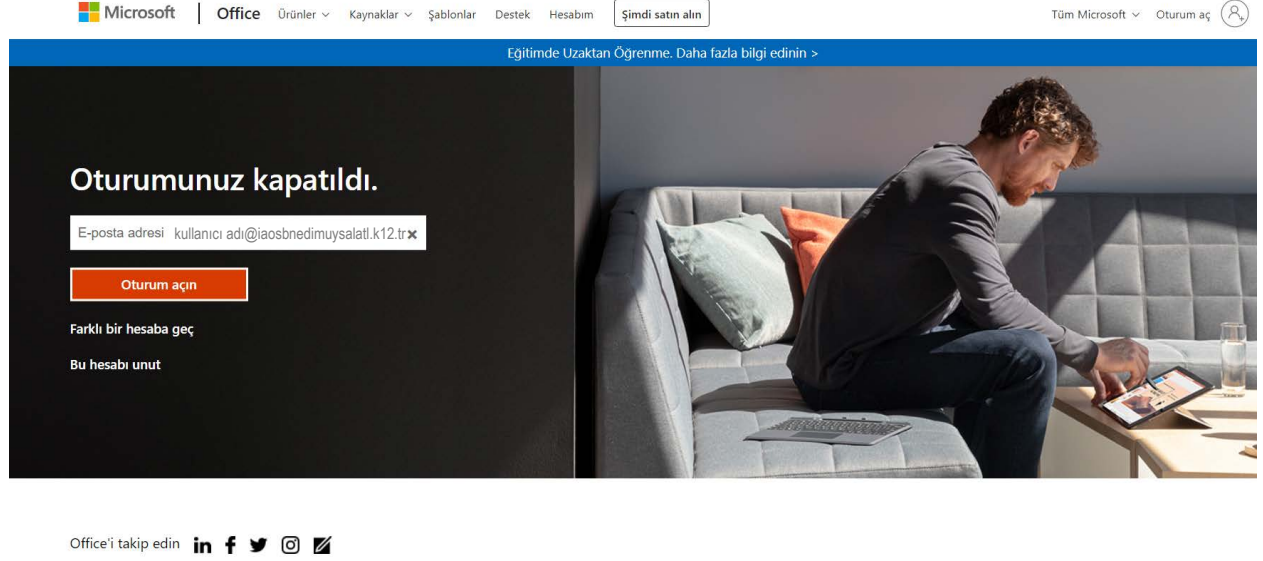 Microsoft Office Ürünler Kaynaklar Şablonlar Destek Hesabım Şimdi satın alın Tüm Microsoft Oturum aç
Eğitimde Uzaktan Öğrenme. Daha fazla bilgi edinin >
Oturumunuz kapatıldı.
E-posta adresi kullanıcı adı@iaosbnedimuysalatl.k12.tr
Oturum açın
Farklı bir hesaba geç
Bu hesabı unut
Office'i takip edin